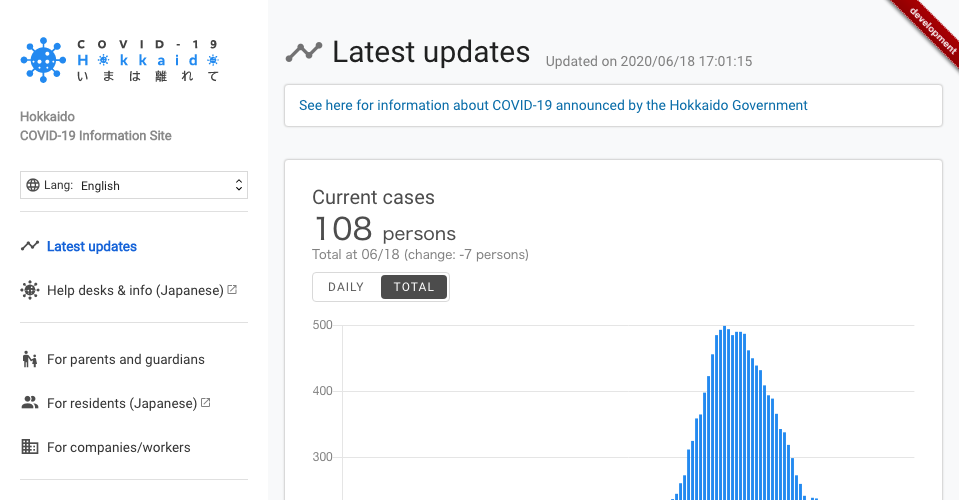 COVID-19
Hokkaido
いまは離れて
Hokkaido
COVID-19 Information Site
Lang: English
Latest updates
Help desks & info (Japanese)
For parents and guardians
For residents (Japanese)
For companies/workers
development
Latest updates Updated on 2020/06/18 17:01:15
See here for information about COVID-19 announced by the Hokkaido Government
Current cases
108 persons
Total at 06/18 (change: -7 persons)
DAILY TOTAL
500
400
300